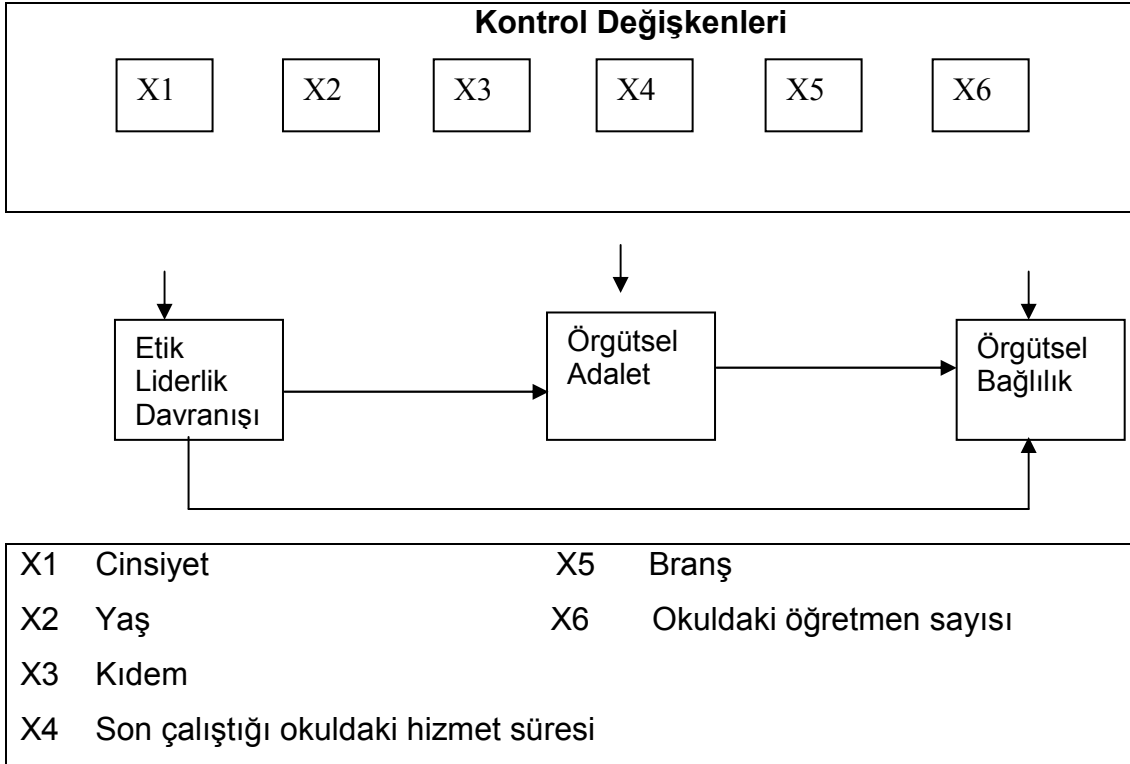 Kontrol Değişkenleri
X1 X2 X3 X4 X5 X6
Etik
Liderlik
Davranışı
Örgütsel
Adalet
Örgütsel
Bağlılık
X1 Cinsiyet X5 Branş
X2 Yaş X6 Okuldaki öğretmen sayısı
X3 Kıdem
X4 Son çalıştığı okuldaki hizmet süresi